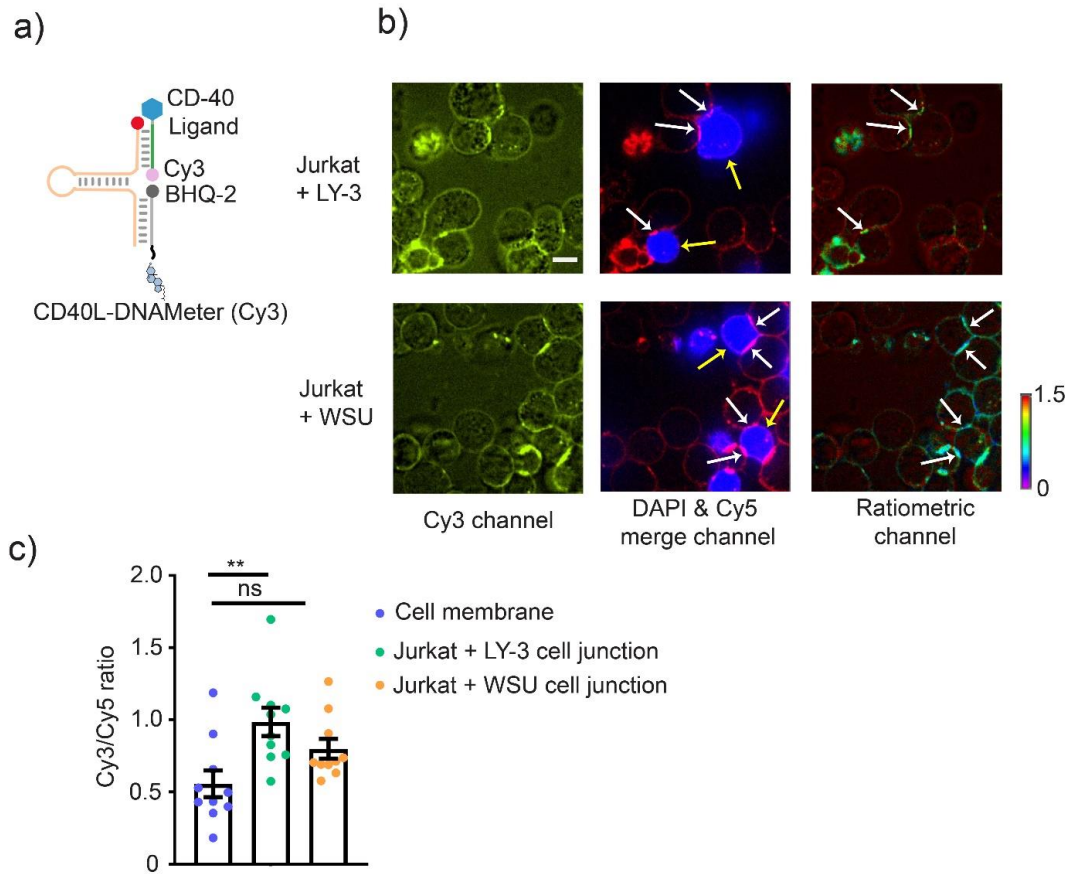 a)
CD-40
Ligand
Cy3
BHQ-2
CD40L-DNAMeter (Cy3)
b)
Jurkat
+ LY-3
Jurkat
+ WSU
1.5
0
Cy3 channel
DAPI & Cy5
merge channel
Ratiometric
channel
c)
Cy3/Cy5 ratio
2.0
1.5
1.0
0.5
0
**
ns
Cell membrane
Jurkat + LY-3 cell junction
Jurkat + WSU cell junction